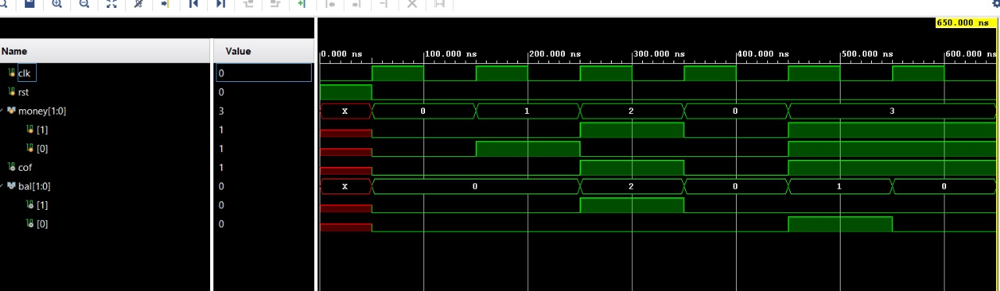 650.000 ns
Name Value
0.000 ns 100.000 ns 200.000 ns 300.000 ns 400.000 ns 500.000 ns 600.000 ns
clk 0
rst 0
money[1:0] 3 X 0 1 2 0 3
[1] 1
[0] 1
cof 1
bal[1:0] 0 X 0 2 0 1 0
[1] 0
[0] 0